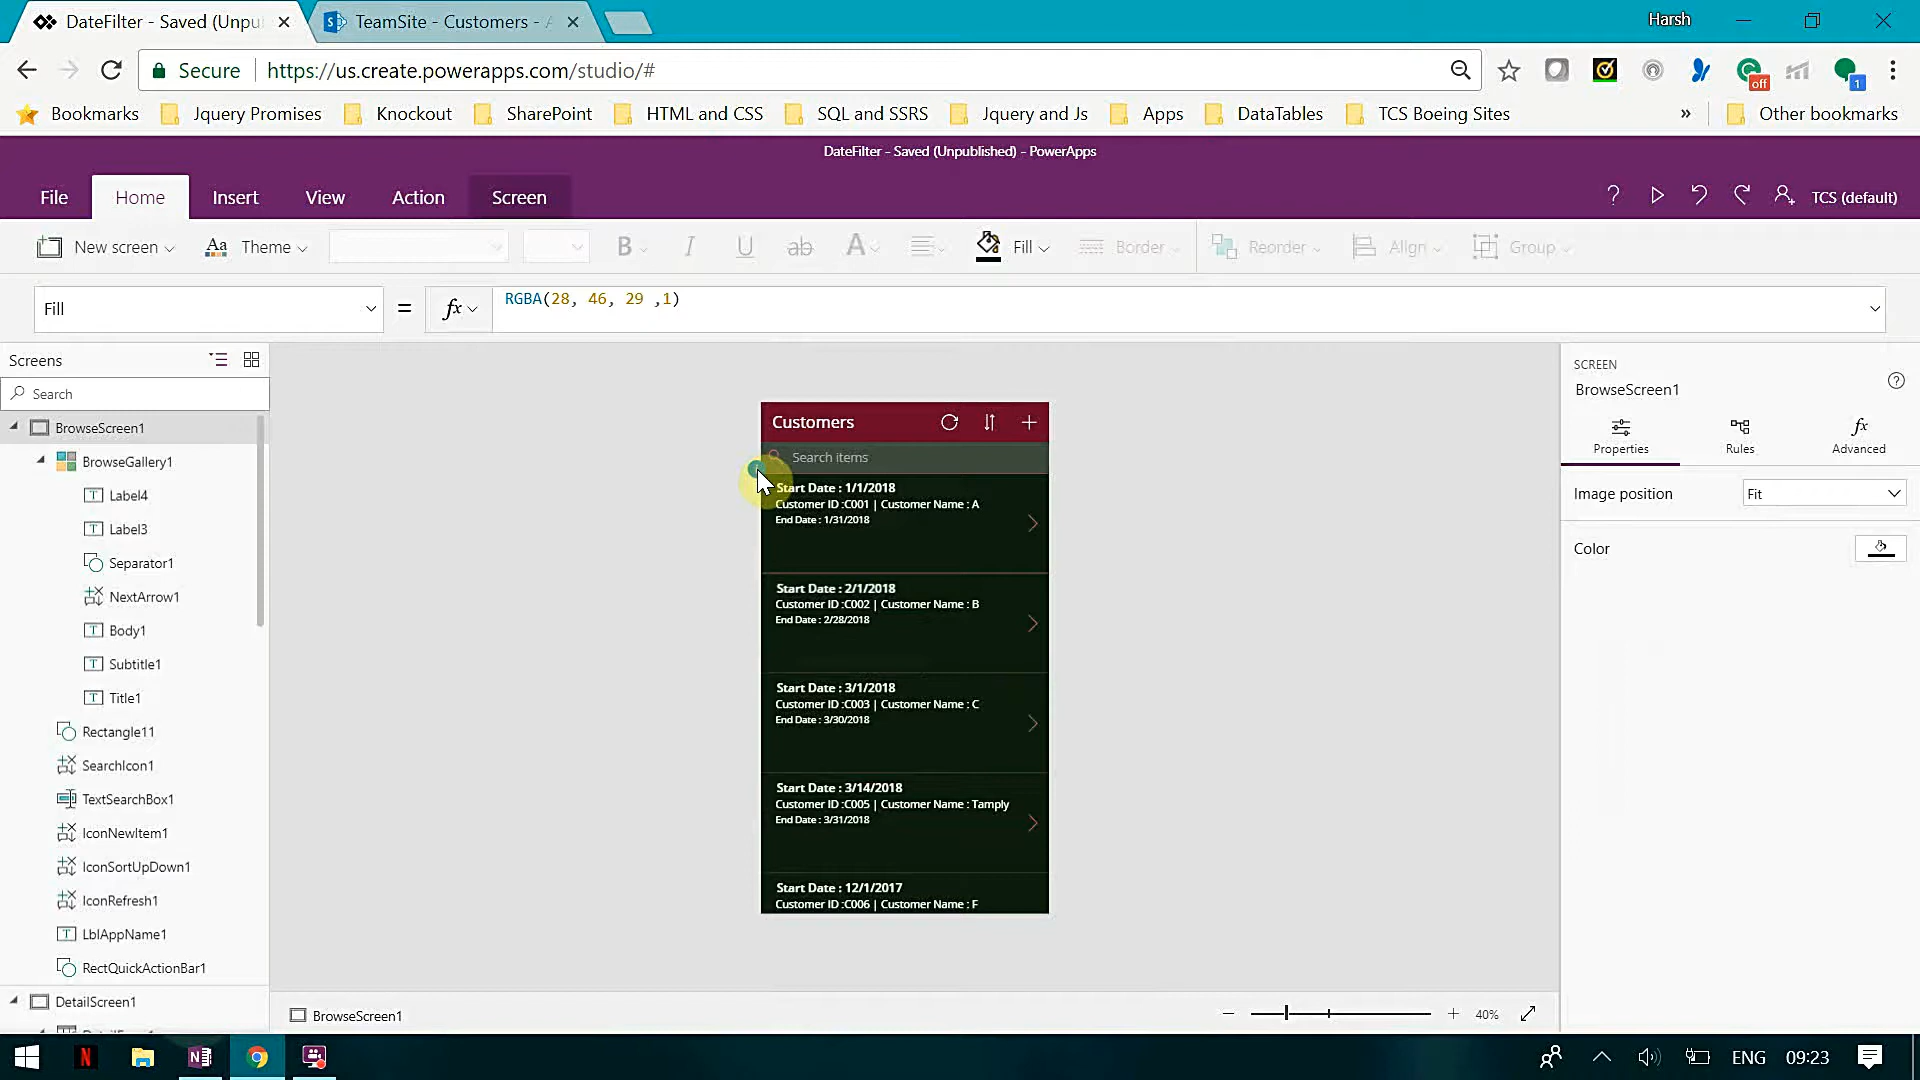 DateFilter - Saved (Unpu
TeamSite - Customers -
Harsh
Secure
https://us.create.powerapps.com/studio/#
off
1
Bookmarks
Jquery Promises
Knockout
SharePoint
HTML and CSS
SQL and SSRS
Jquery and Js
Apps
DataTables
TCS Boeing Sites
»
Other bookmarks
DateFilter - Saved (Unpublished) - PowerApps
File
Home
Insert
View
Action
Screen
?
TCS (default)
New screen
Aa
Theme
B
I
U
ab
A
Fill
Border
Reorder
Align
Group
Fill
=
fx
RGBA(28, 46, 29 ,1)
Screens
Search
BrowseScreen1
BrowseGallery1
Label4
Label3
Separator1
NextArrow1
Body1
Subtitle1
Title1
Rectangle11
SearchIcon1
TextSearchBox1
IconNewItem1
IconSortUpDown1
IconRefresh1
LblAppName1
RectQuickActionBar1
DetailScreen1
Customers
Search items
Start Date : 1/1/2018
Customer ID :C001 | Customer Name : A
End Date : 1/31/2018
Start Date : 2/1/2018
Customer ID :C002 | Customer Name : B
End Date : 2/28/2018
Start Date : 3/1/2018
Customer ID :C003 | Customer Name : C
End Date : 3/30/2018
Start Date : 3/14/2018
Customer ID :C005 | Customer Name : Tamply
End Date : 3/31/2018
Start Date : 12/1/2017
Customer ID :C006 | Customer Name : F
SCREEN
BrowseScreen1
?
Properties
Rules
fx
Advanced
Image position
Fit
Color
BrowseScreen1
40%
N
N
ENG
09:23